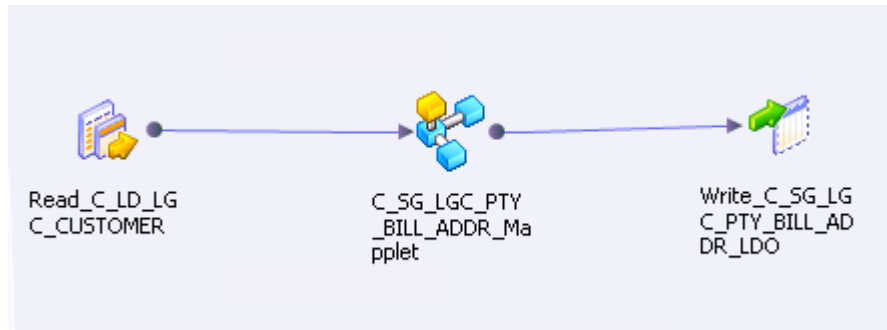 Read_C_LD_LG
C_CUSTOMER
C_SG_LGC_PTY
_BILL_ADDR_Ma
pplet
Write_C_SG_LG
C_PTY_BILL_AD
DR_LDO